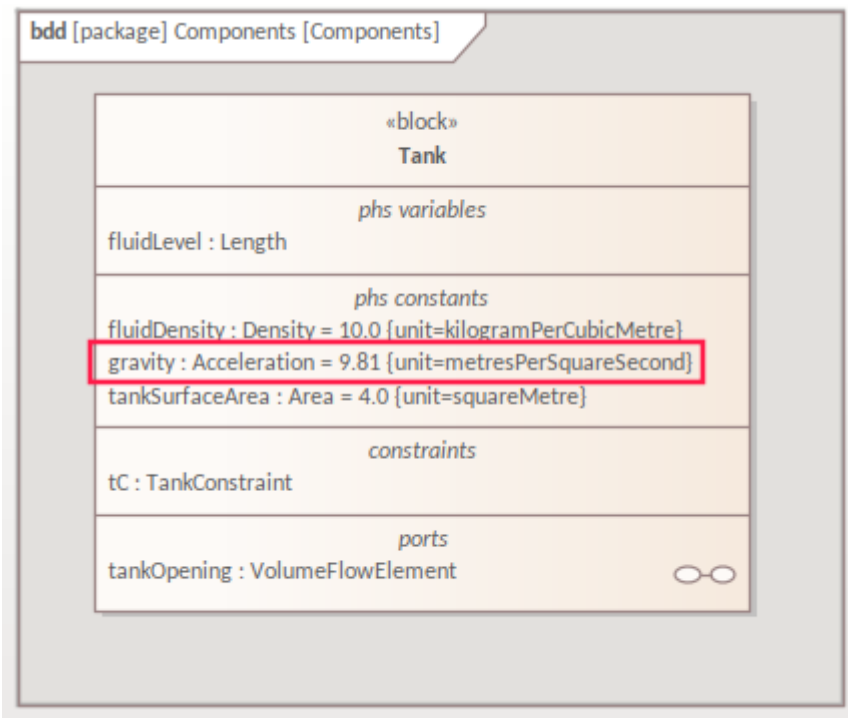 bdd [package] Components [Components]
«block»
Tank
phs variables
fluidLevel : Length
phs constants
fluidDensity : Density = 10.0 {unit=kilogramPerCubicMetre}
gravity : Acceleration = 9.81 {unit=metresPerSquareSecond}
tankSurfaceArea : Area = 4.0 {unit=squareMetre}
constraints
tC : TankConstraint
ports
tankOpening : VolumeFlowElement